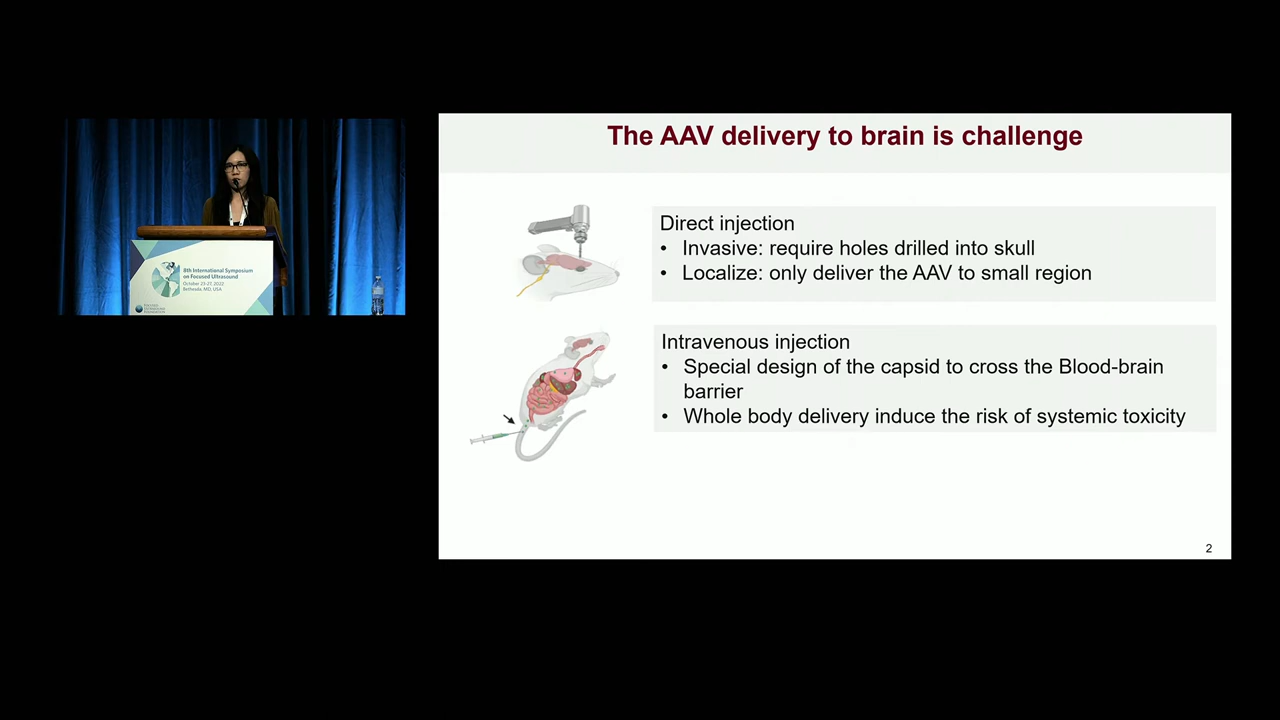 The AAV delivery to brain is challenge
Direct injection
• Invasive: require holes drilled into skull
• Localize: only deliver the AAV to small region
Intravenous injection
• Special design of the capsid to cross the Blood-brain
barrier
• Whole body delivery induce the risk of systemic toxicity
2
8th International Symposium
on Focused Ultrasound
October 23-27, 2022
Bethesda, MD, USA